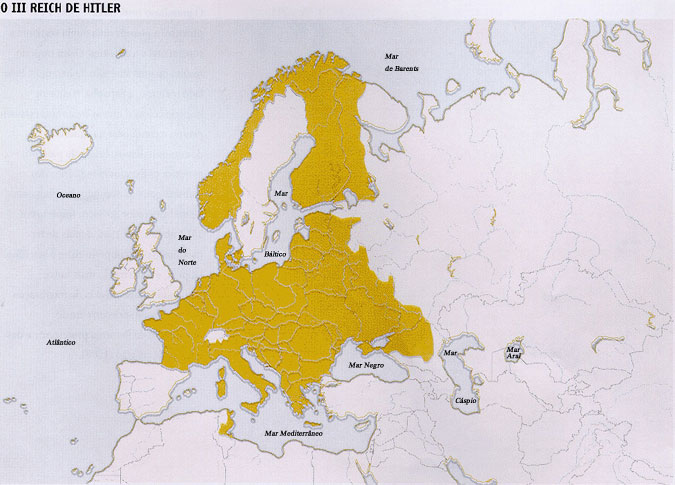 O III REICH DE HITLER
Mar
de Barents
Oceano
Mar
Mar
do
Norte
Báltico
Atlântico
Mar Negro
Mar
Cáspio
Mar
Aral
Mar Mediterrâneo